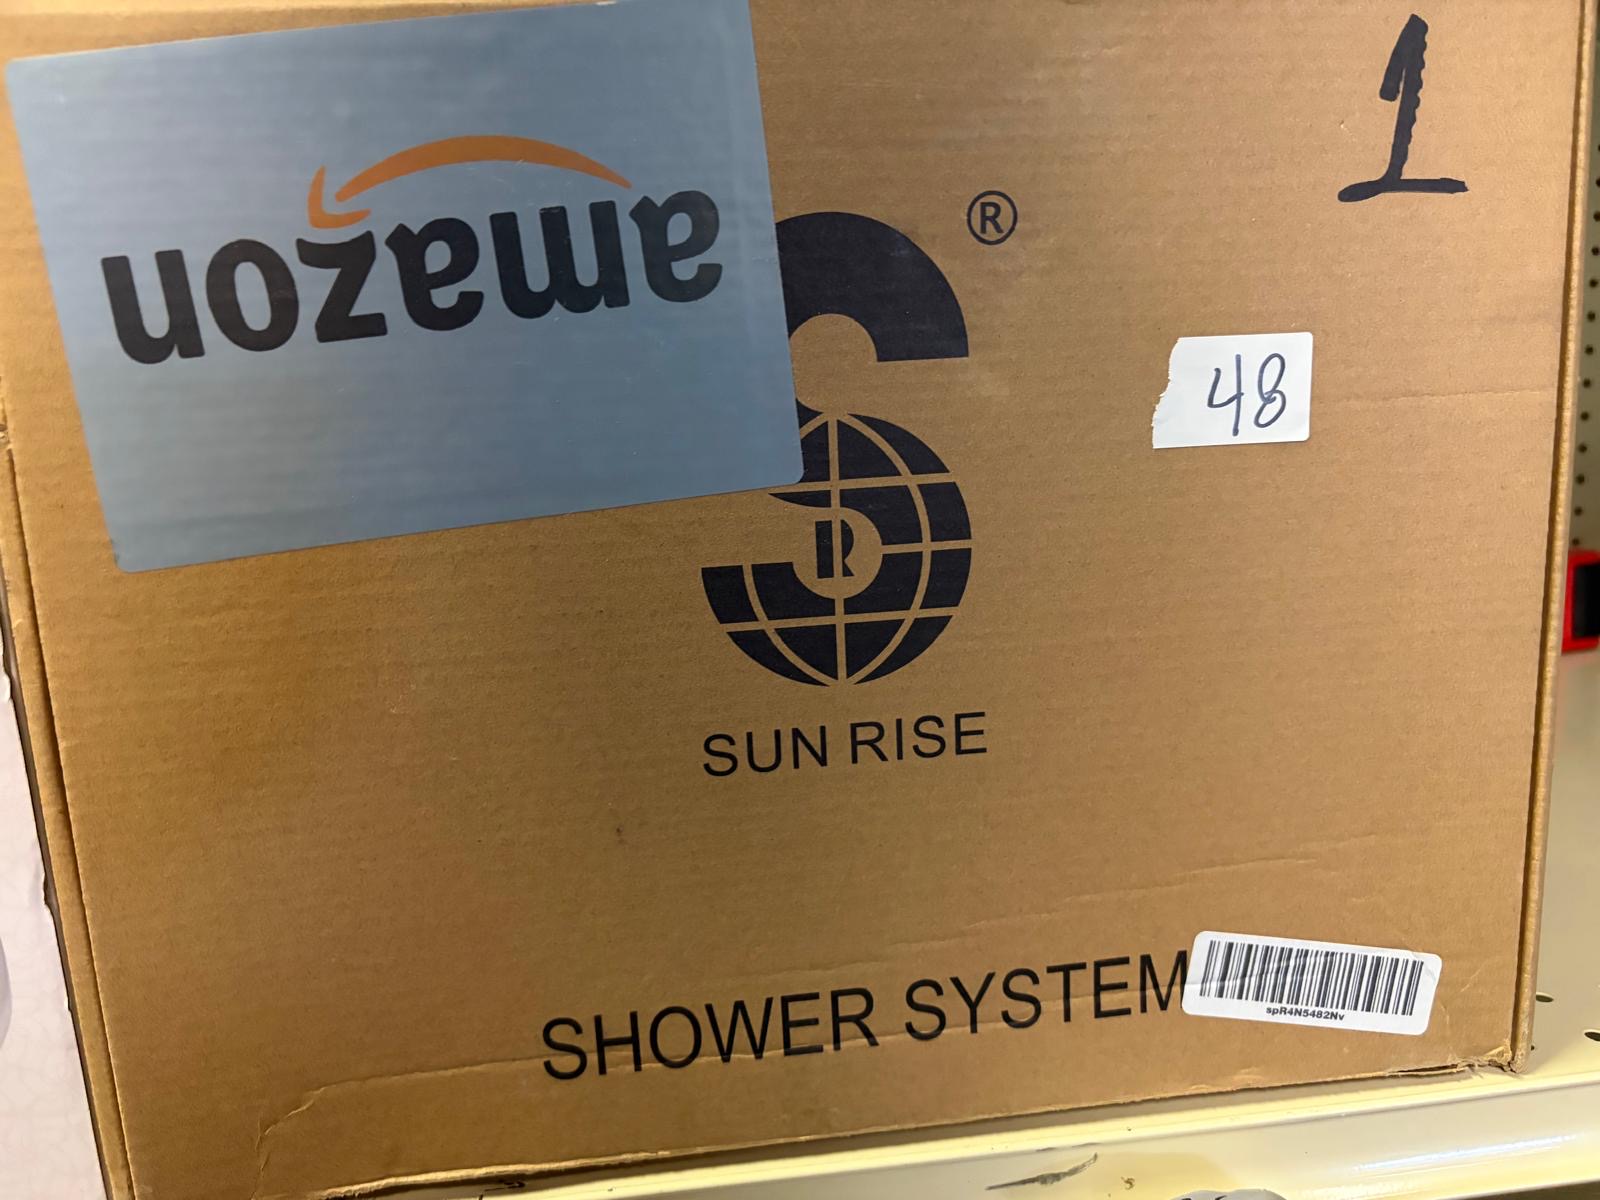 amazon
1
®
48
S
R
SUN RISE
SHOWER SYSTEM
spR4N5482Nv